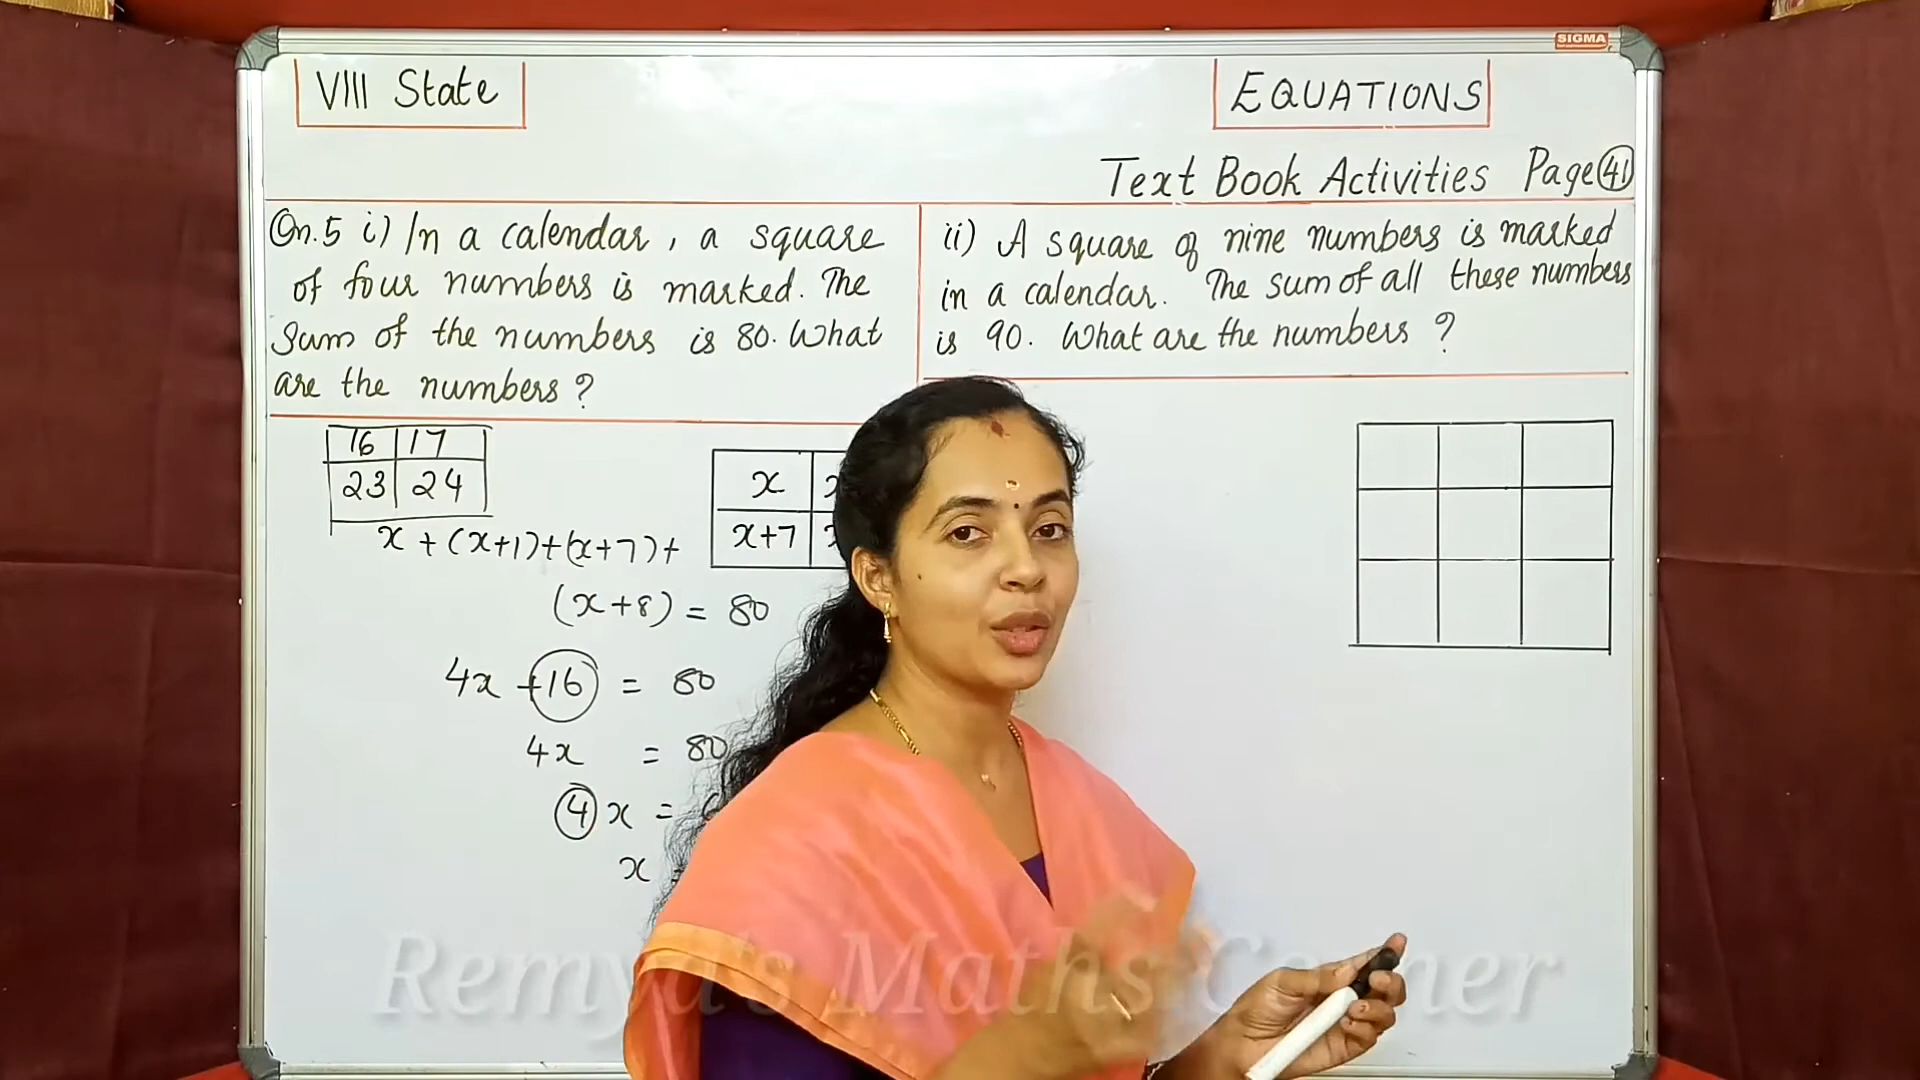 SIGMA
VIII State
EQUATIONS
Text Book Activities Page 41
Qn.5 i) In a calendar, a square
of four numbers is marked. The
Sum of the numbers is 80. What
are the numbers?
ii) A square of nine numbers is marked
in a calendar. The sum of all these numbers
is 90. What are the numbers?
16 17
23 24
x
x+7
x + (x+1)+(x+7)+
(x+8) = 80
4x +16 = 80
4x = 80
4 x =
x
Remya's Maths Corner